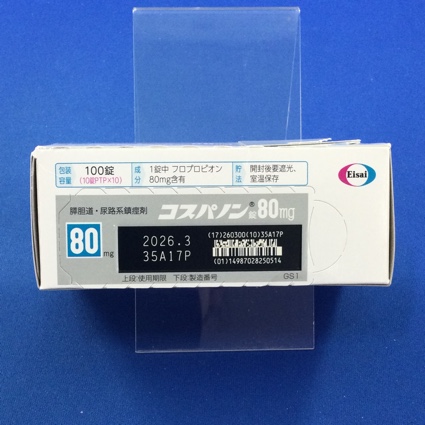 包装容量 100錠 (10錠PTP×10)
成分 1錠中 フロプロピオン 80mg含有
貯法 開封後要遮光、室温保存
Eisai
膵胆道・尿路系鎮痙剤
コスパノン®錠80mg
80mg
2026.3
35A17P
(17)260300(10)35A17P
(01)14987028250514
上段:使用期限 下段:製造番号
GS1